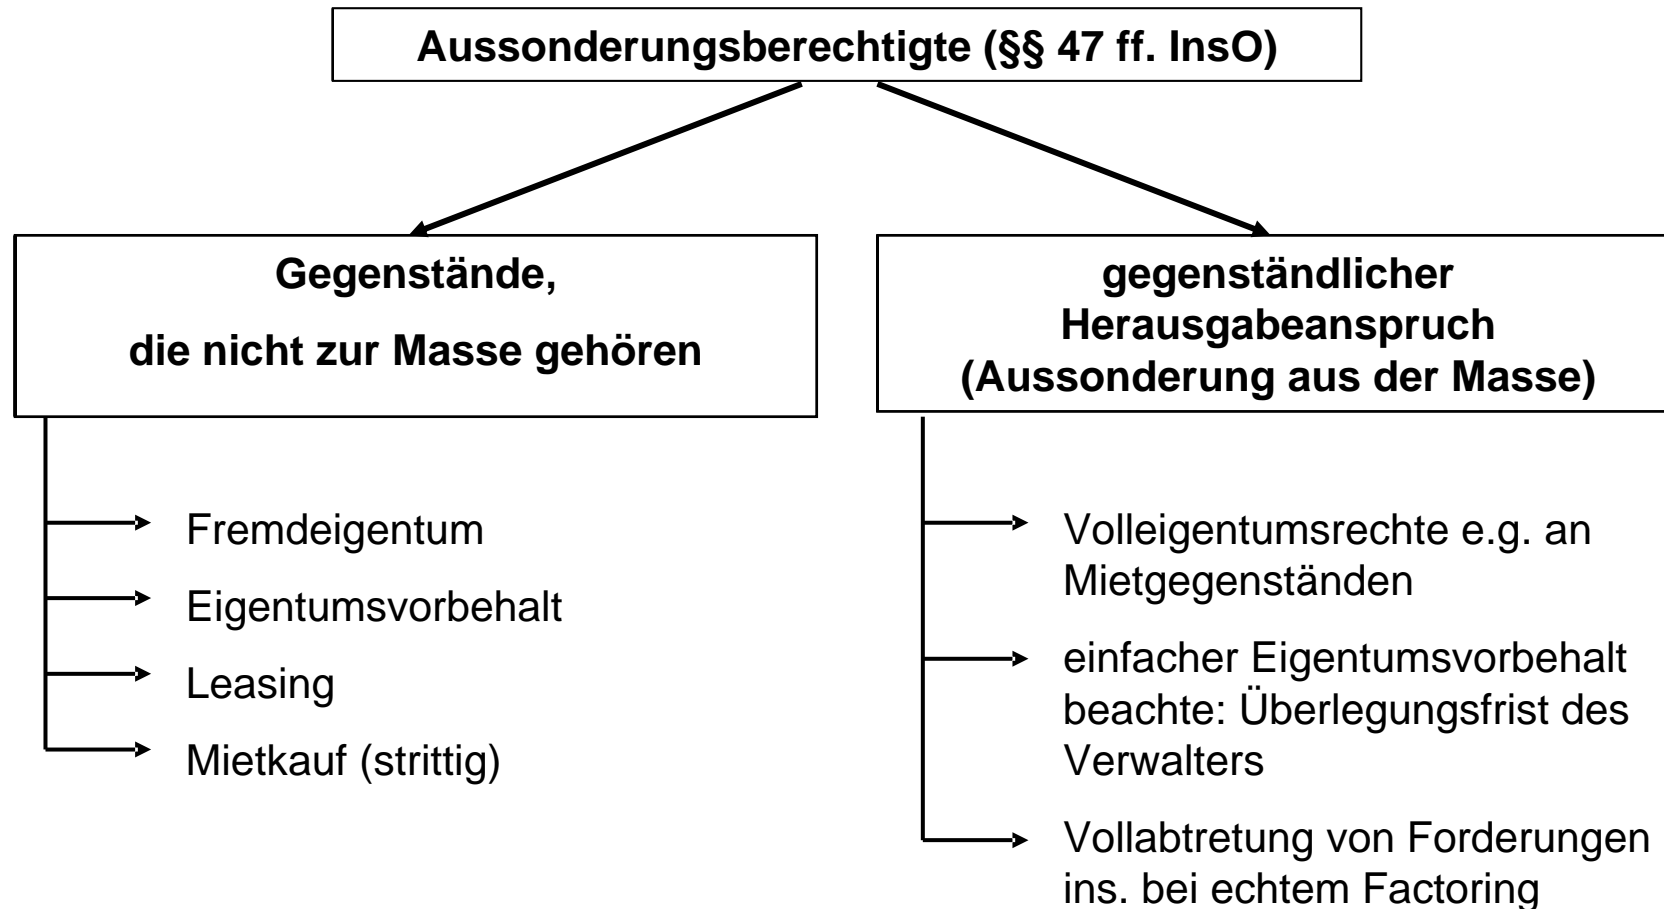 Aussonderungsberechtigte (§§ 47 ff. InsO)
Gegenstände,
die nicht zur Masse gehören
Fremdeigentum
Eigentumsvorbehalt
Leasing
Mietkauf (strittig)
gegenständlicher
Herausgabeanspruch
(Aussonderung aus der Masse)
Volleigentumsrechte e.g. an
Mietgegenständen
einfacher Eigentumsvorbehalt
beachte: Überlegungsfrist des
Verwalters
Vollabtretung von Forderungen
ins. bei echtem Factoring